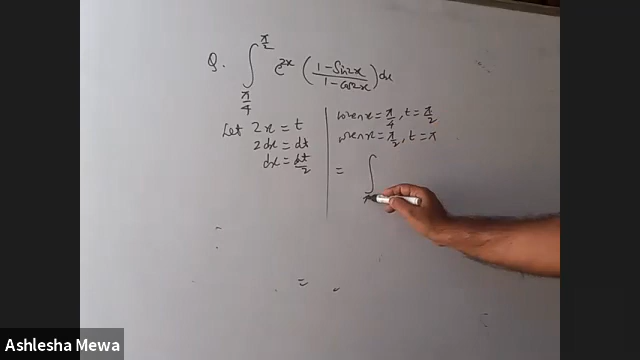 Q. ∫_{π/4}^{π/2} e^{2x} ( (1 - Sin2x) / (1 - cos2x) ) dx
Let 2x = t
2dx = dt
dx = dt/2
when x = π/4, t = π/2
when x = π/2, t = π
= ∫
=
Ashlesha Mewa